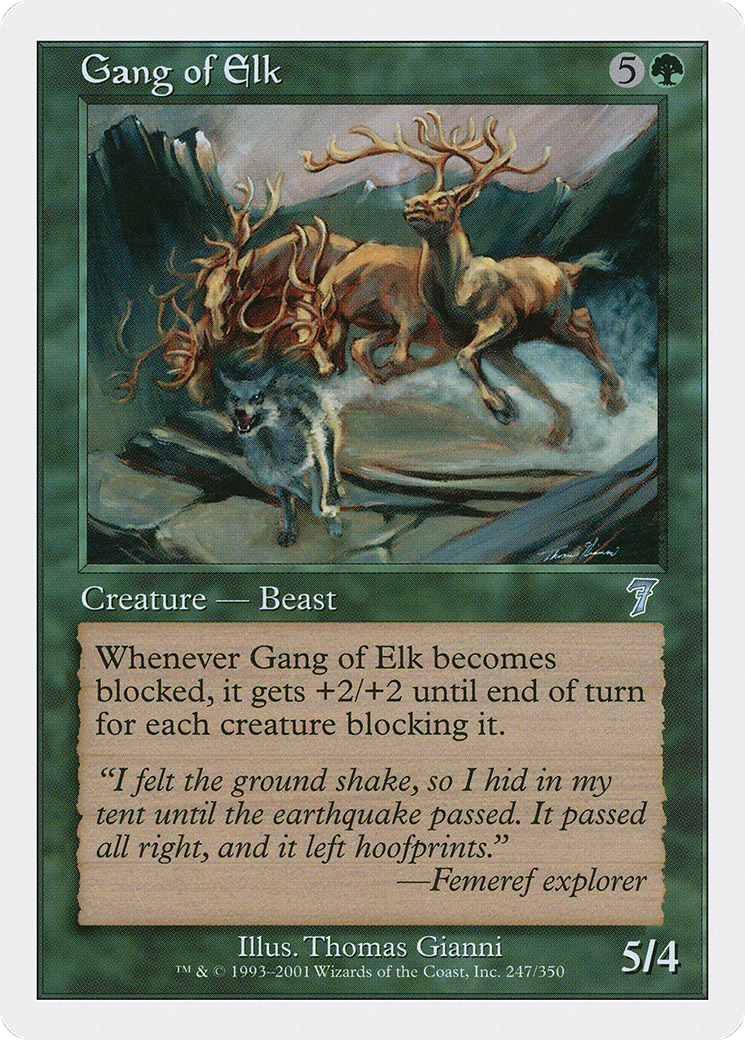 Gang of Elk 5
Thomas Gianni
Creature — Beast 7
Whenever Gang of Elk becomes
blocked, it gets +2/+2 until end of turn
for each creature blocking it.
“I felt the ground shake, so I hid in my
tent until the earthquake passed. It passed
all right, and it left hoofprints.”
—Femeref explorer
Illus. Thomas Gianni
™ & © 1993–2001 Wizards of the Coast, Inc. 247/350
5/4